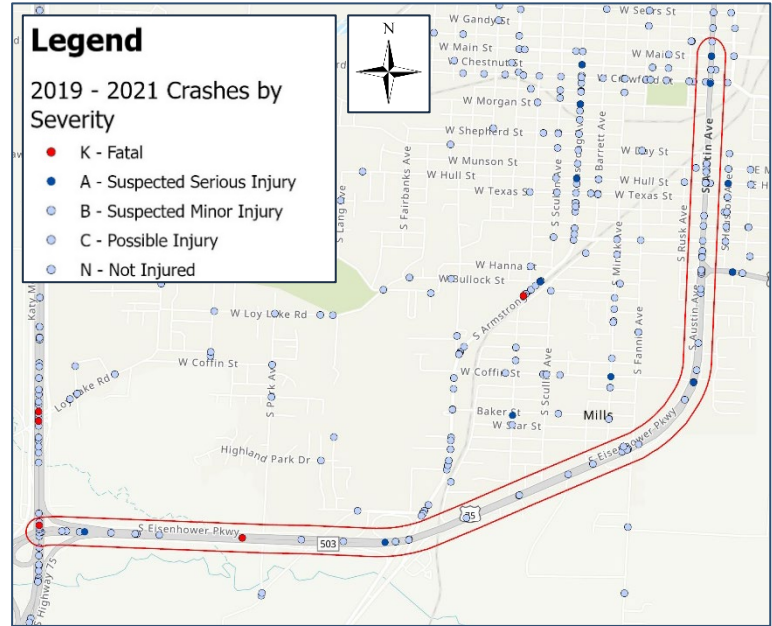 Legend
2019 - 2021 Crashes by
Severity
K - Fatal
A - Suspected Serious Injury
B - Suspected Minor Injury
C - Possible Injury
N - Not Injured
N
W Sears St
W Gandy St
W Main St
W Main St
W Chestnut St
W Crawford St
W Morgan St
W Shepherd St
W Day St
W Munson St
W Hull St
W Hull St
W Texas St
W Texas St
S Lang Ave
S Fairbanks Ave
S Scullin Ave
S Barrett Ave
S Mirick Ave
S Rusk Ave
S Austin Ave
S Houston Ave
W Hanna St
W Bullock St
S Armstrong
W Loy Lake Rd
Katy M
W Coffin St
S Park Ave
Loy Lake Rd
W Coffin St
S Scullin Ave
S Fannin Ave
S Austin Ave
Baker St
W Star St
Mills
Highland Park Dr
S Eisenhower Pkwy
S Eisenhower Pkwy
75
503
S Highway 75